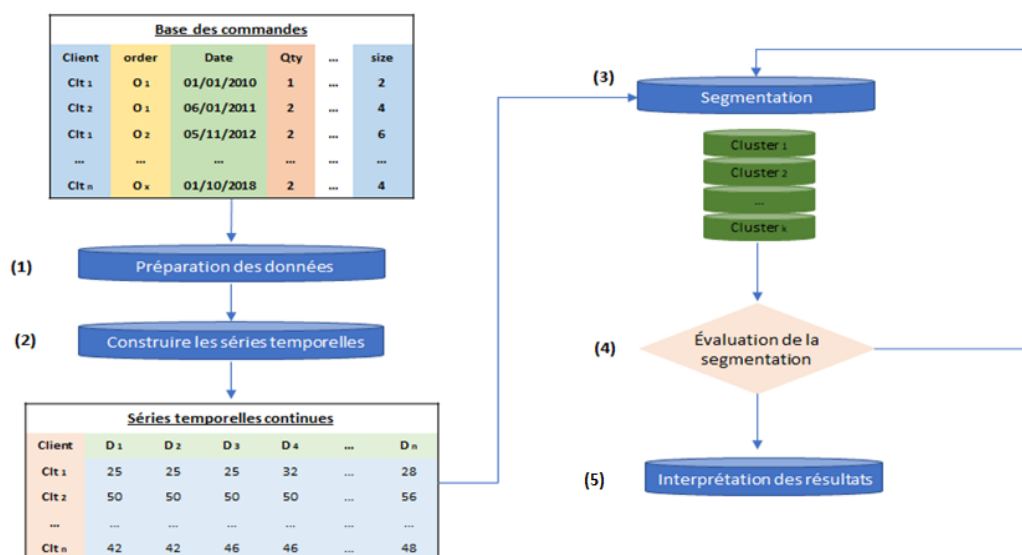 Base des commandes
Client order Date Qty ... size
Clt 1 O 1 01/01/2010 1 ... 2
Clt 2 O 1 06/01/2011 2 ... 4
Clt 1 O 2 05/11/2012 2 ... 6
... ... ... ... ... ...
Clt n O x 01/10/2018 2 ... 4
(1) Préparation des données
(2) Construire les séries temporelles
Séries temporelles continues
Client D 1 D 2 D 3 D 4 ... D n
Clt 1 25 25 25 32 ... 28
Clt 2 50 50 50 50 ... 56
... ... ... ... ... ... ...
Clt n 42 42 46 46 ... 48
(3) Segmentation
Cluster 1
Cluster 2
...
Cluster k
(4) Évaluation de la
segmentation
(5) Interprétation des résultats